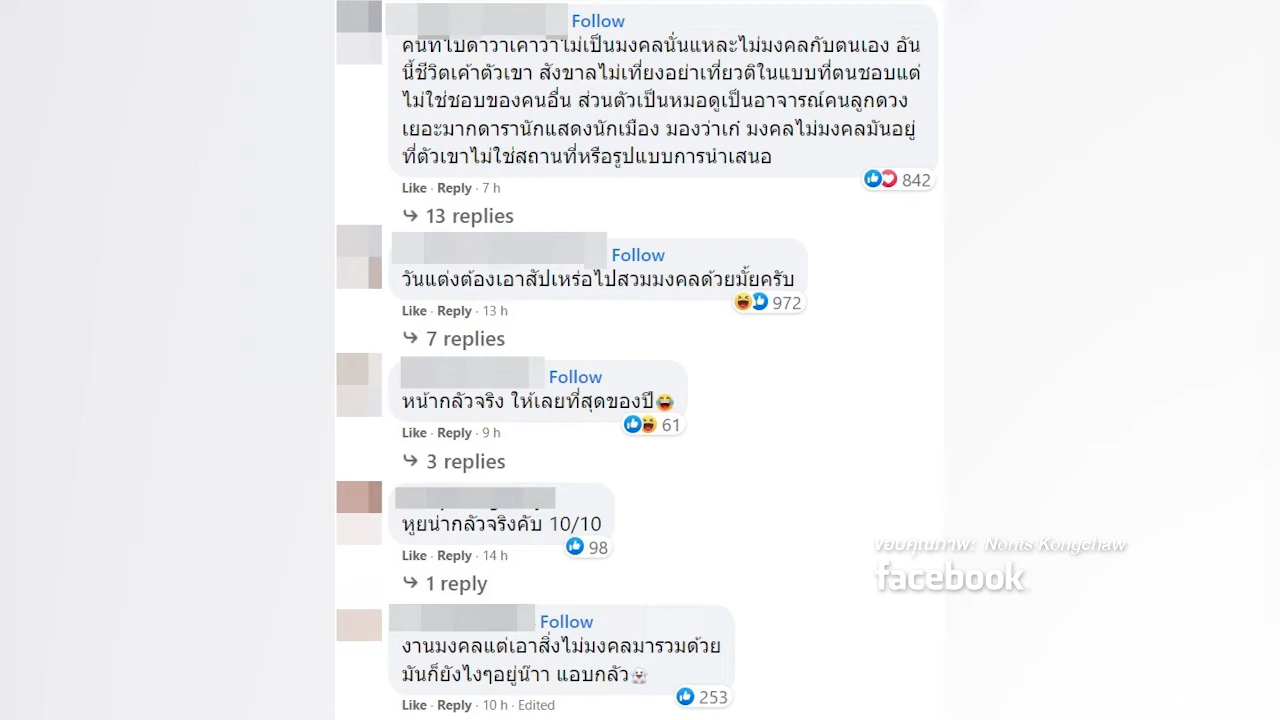 Follow
คนที่ไปด่าว่าเค้าว่าไม่เป็นมงคลนั่นแหละไม่มงคลกับตนเอง อัน
นี้ชีวิตเค้าตัวเขา สังขาลไม่เที่ยงอย่าเที่ยวติในแบบที่ตนชอบแต่
ไม่ใช่ชอบของคนอื่น ส่วนตัวเป็นหมอดูเป็นอาจารณ์คนลูกดวง
เยอะมากดารานักแสดงนักเมือง มองว่าเก๋ มงคลไม่มงคลมันอยู่
ที่ตัวเขาไม่ใช่สถานที่หรือรูปแบบการนำเสนอ
842
Like · Reply · 7 h
13 replies
Follow
วันแต่งต้องเอาสัปเหร่อไปสวมมงคลด้วยมั้ยครับ
972
Like · Reply · 13 h
7 replies
Follow
หน้ากลัวจริง ให้เลยที่สุดของปี😂
61
Like · Reply · 9 h
3 replies
หูยน่ากลัวจริงคับ 10/10
98
Like · Reply · 14 h
1 reply
ขอบคุณภาพ: Nonts Kongchaw
facebook
Follow
งานมงคลแต่เอาสิ่งไม่มงคลมารวมด้วย
มันก็ยังไงๆอยู่น๊าา แอบกลัว👻
253
Like · Reply · 10 h · Edited